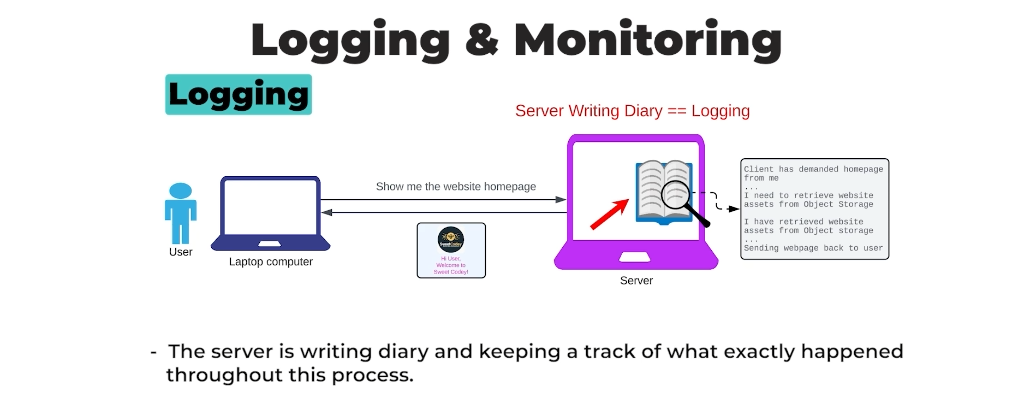 Logging & Monitoring
Logging
Server Writing Diary == Logging
Show me the website homepage
Client has demanded homepage
from me
...
I need to retrieve website
assets from Object Storage
I have retrieved website
assets from Object storage
...
Sending webpage back to user
Sweet Codey
Hi User,
Welcome to
Sweet Codey!
User
Laptop computer
Server
- The server is writing diary and keeping a track of what exactly happened
throughout this process.